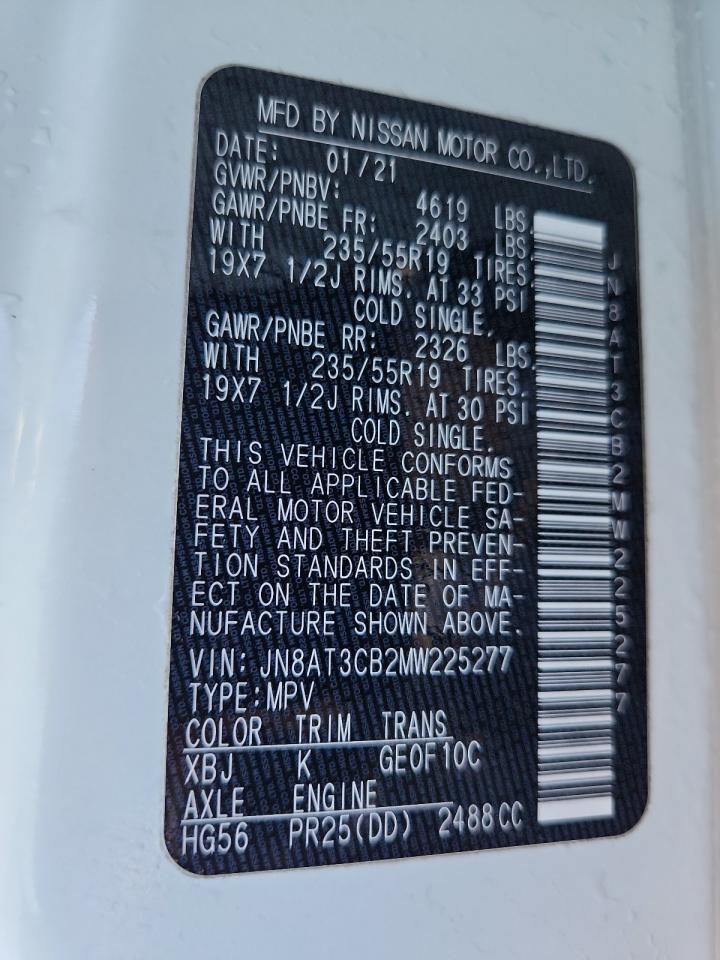 MFD BY NISSAN MOTOR CO.,LTD.
DATE: 01/21
GVWR/PNBV: 4619 LBS.
GAWR/PNBE FR: 2403 LBS
WITH 235/55R19 TIRES.
19X7 1/2J RIMS. AT 33 PSI
COLD SINGLE.
GAWR/PNBE RR: 2326 LBS.
WITH 235/55R19 TIRES.
19X7 1/2J RIMS. AT 30 PSI
COLD SINGLE.
THIS VEHICLE CONFORMS
TO ALL APPLICABLE FED-
ERAL MOTOR VEHICLE SA-
FETY AND THEFT PREVEN-
TION STANDARDS IN EFF-
ECT ON THE DATE OF MA-
NUFACTURE SHOWN ABOVE.
VIN: JN8AT3CB2MW225277
TYPE:MPV
COLOR TRIM TRANS
XBJ K GE0F10C
AXLE ENGINE
HG56 PR25(DD) 2488CC
JN8AT3CB2MW225277